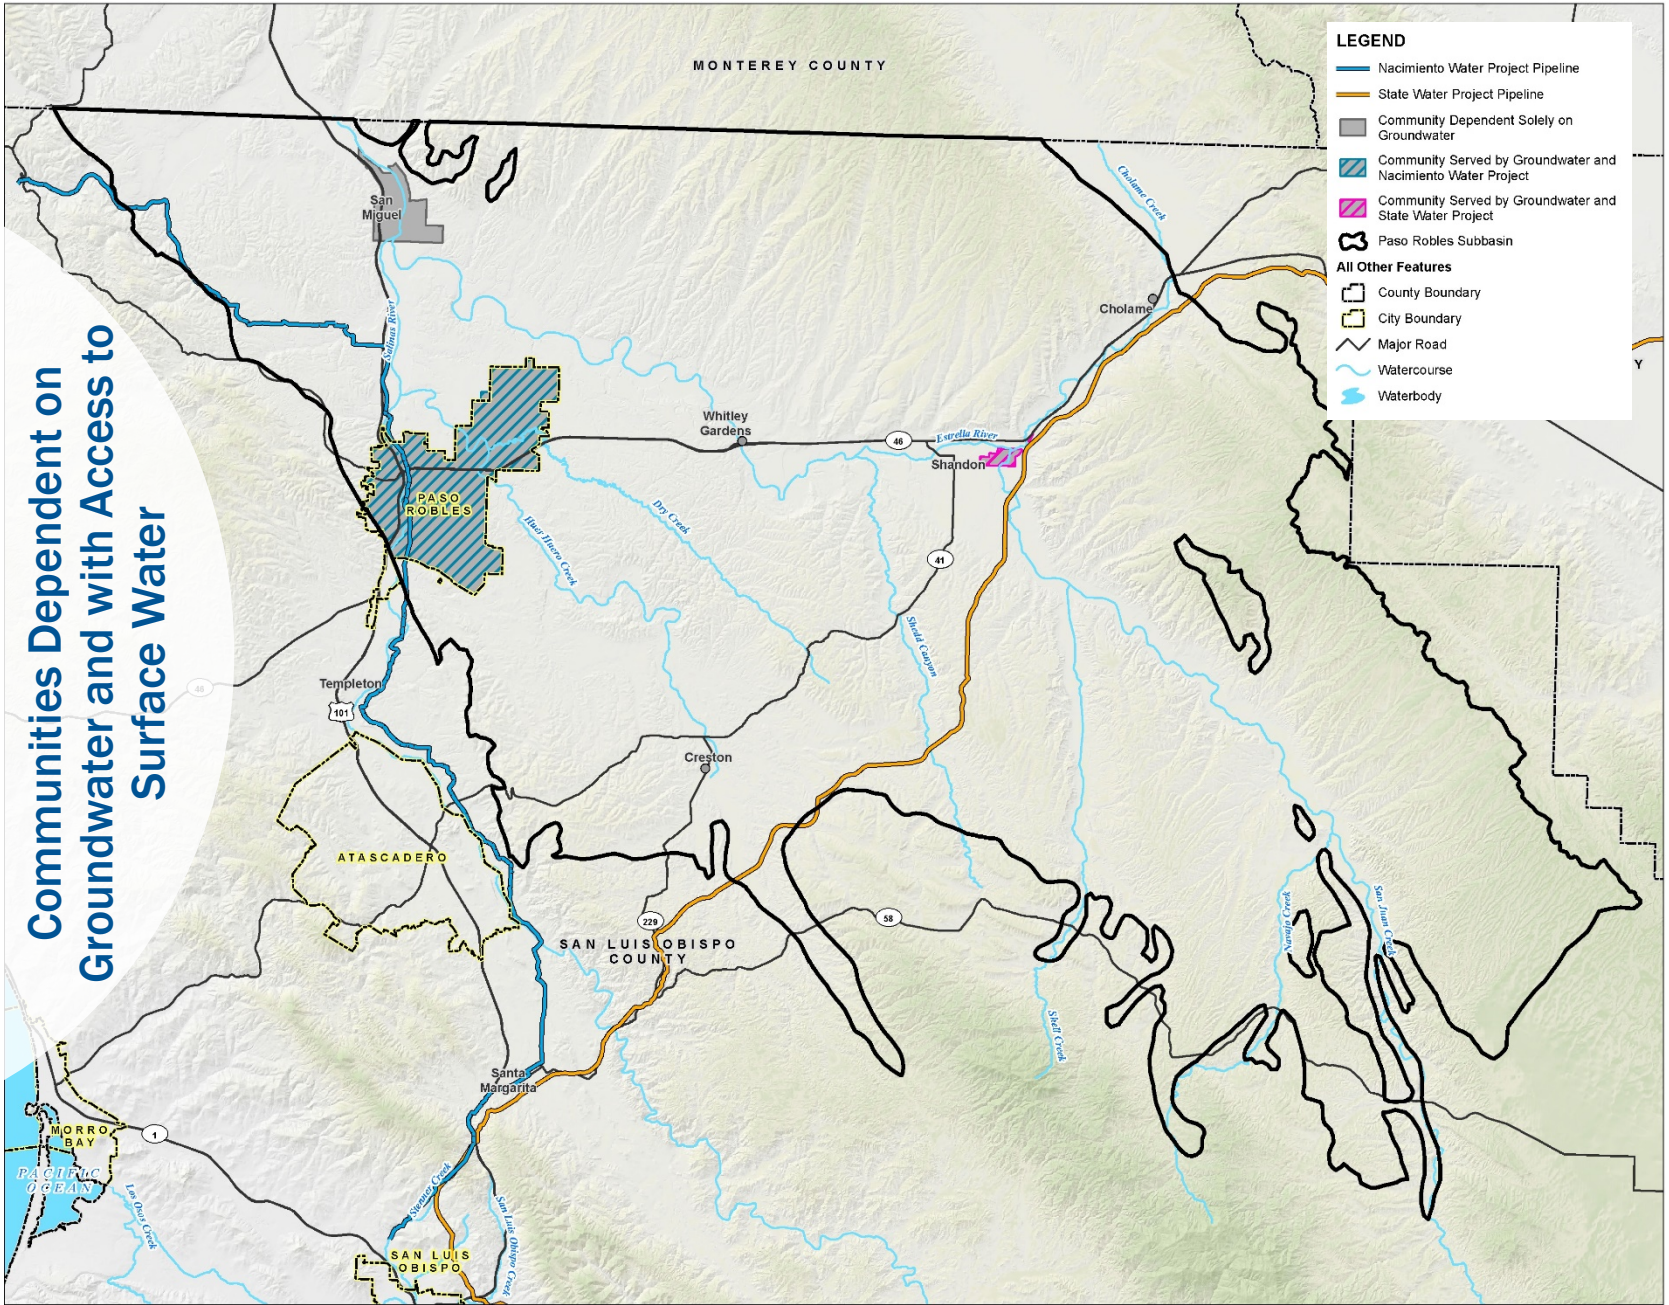 Communities Dependent on
Groundwater and with Access to
Surface Water
MONTEREY COUNTY
LEGEND
Nacimiento Water Project Pipeline
State Water Project Pipeline
Community Dependent Solely on
Groundwater
Community Served by Groundwater and
Nacimiento Water Project
Community Served by Groundwater and
State Water Project
Paso Robles Subbasin
All Other Features
County Boundary
City Boundary
Major Road
Watercourse
Waterbody
Y
Cholame Creek
San
Miguel
Salinas River
Cholame
Whitley
Gardens
46
Estrella River
Shandon
PASO
ROBLES
Huer Huero Creek
Dry Creek
41
Shedd Canyon
46
Templeton
101
Creston
ATASCADERO
229
58
SAN LUIS OBISPO
COUNTY
Navajo Creek
San Juan Creek
Shell Creek
Santa
Margarita
MORRO
BAY
1
PACIFIC
OCEAN
Los Osos Creek
Stenner Creek
San Luis Obispo Creek
SAN LUIS
OBISPO